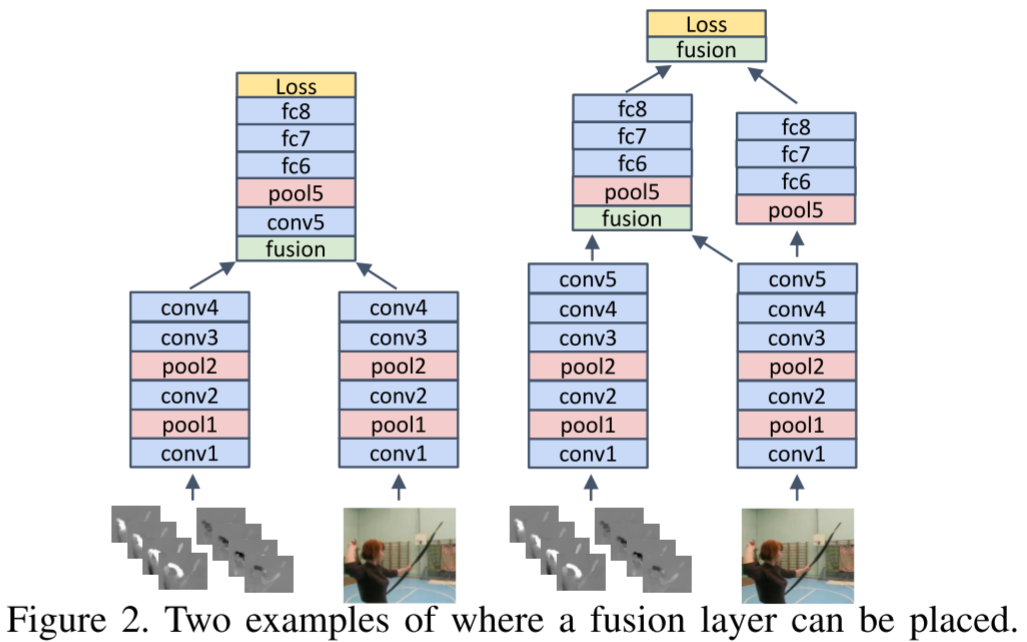 Loss
fc8
fc7
fc6
pool5
conv5
fusion
conv4
conv3
pool2
conv2
pool1
conv1
conv4
conv3
pool2
conv2
pool1
conv1
Loss
fusion
fc8
fc7
fc6
pool5
fusion
fc8
fc7
fc6
pool5
conv5
conv4
conv3
pool2
conv2
pool1
conv1
conv5
conv4
conv3
pool2
conv2
pool1
conv1
Figure 2. Two examples of where a fusion layer can be placed.